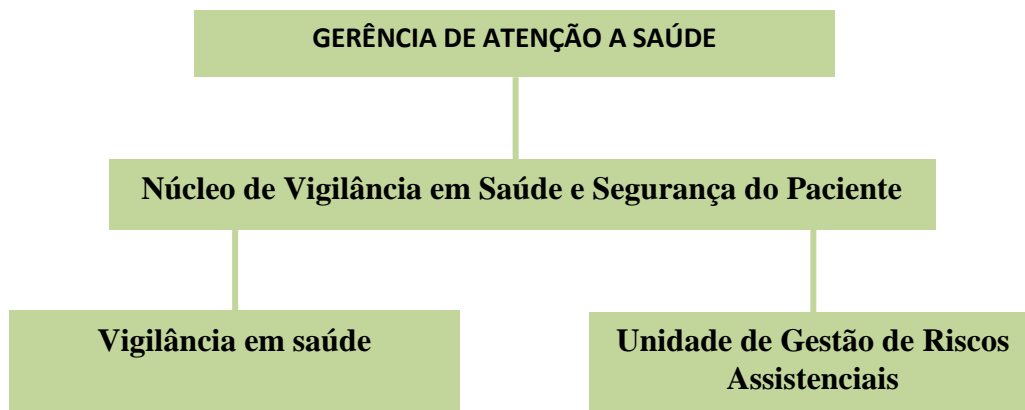 GERÊNCIA DE ATENÇÃO A SAÚDE
Núcleo de Vigilância em Saúde e Segurança do Paciente
Vigilância em saúde
Unidade de Gestão de Riscos
Assistenciais